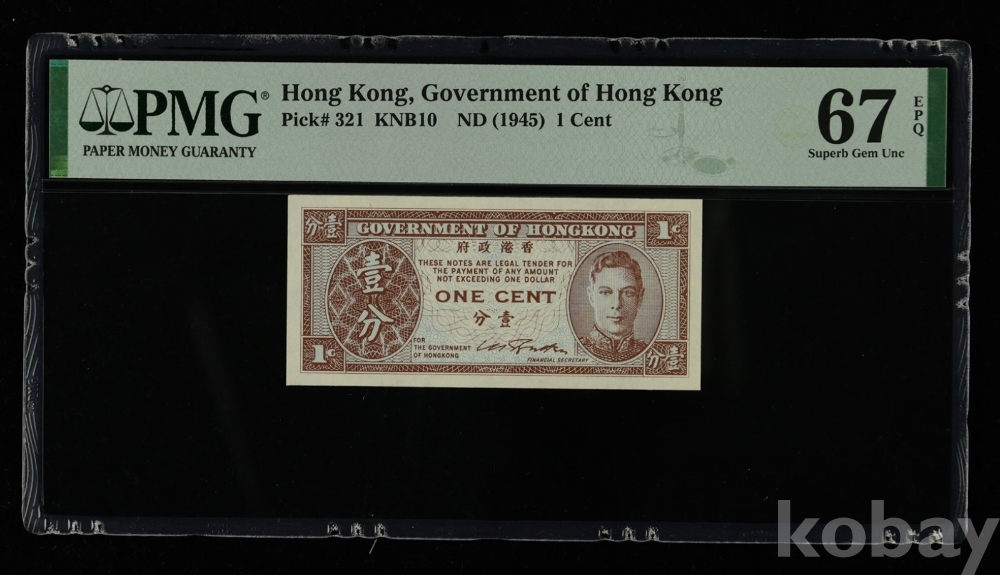 PMG®
PAPER MONEY GUARANTY
Hong Kong, Government of Hong Kong
Pick# 321 KNB10 ND (1945) 1 Cent
67 EPQ
Superb Gem Unc
分壹
GOVERNMENT OF HONGKONG
1¢
府政港香
THESE NOTES ARE LEGAL TENDER FOR
THE PAYMENT OF ANY AMOUNT
NOT EXCEEDING ONE DOLLAR
壹分
ONE CENT
分壹
FOR
THE GOVERNMENT
OF HONGKONG
FINANCIAL SECRETARY
1¢
分壹
kobay